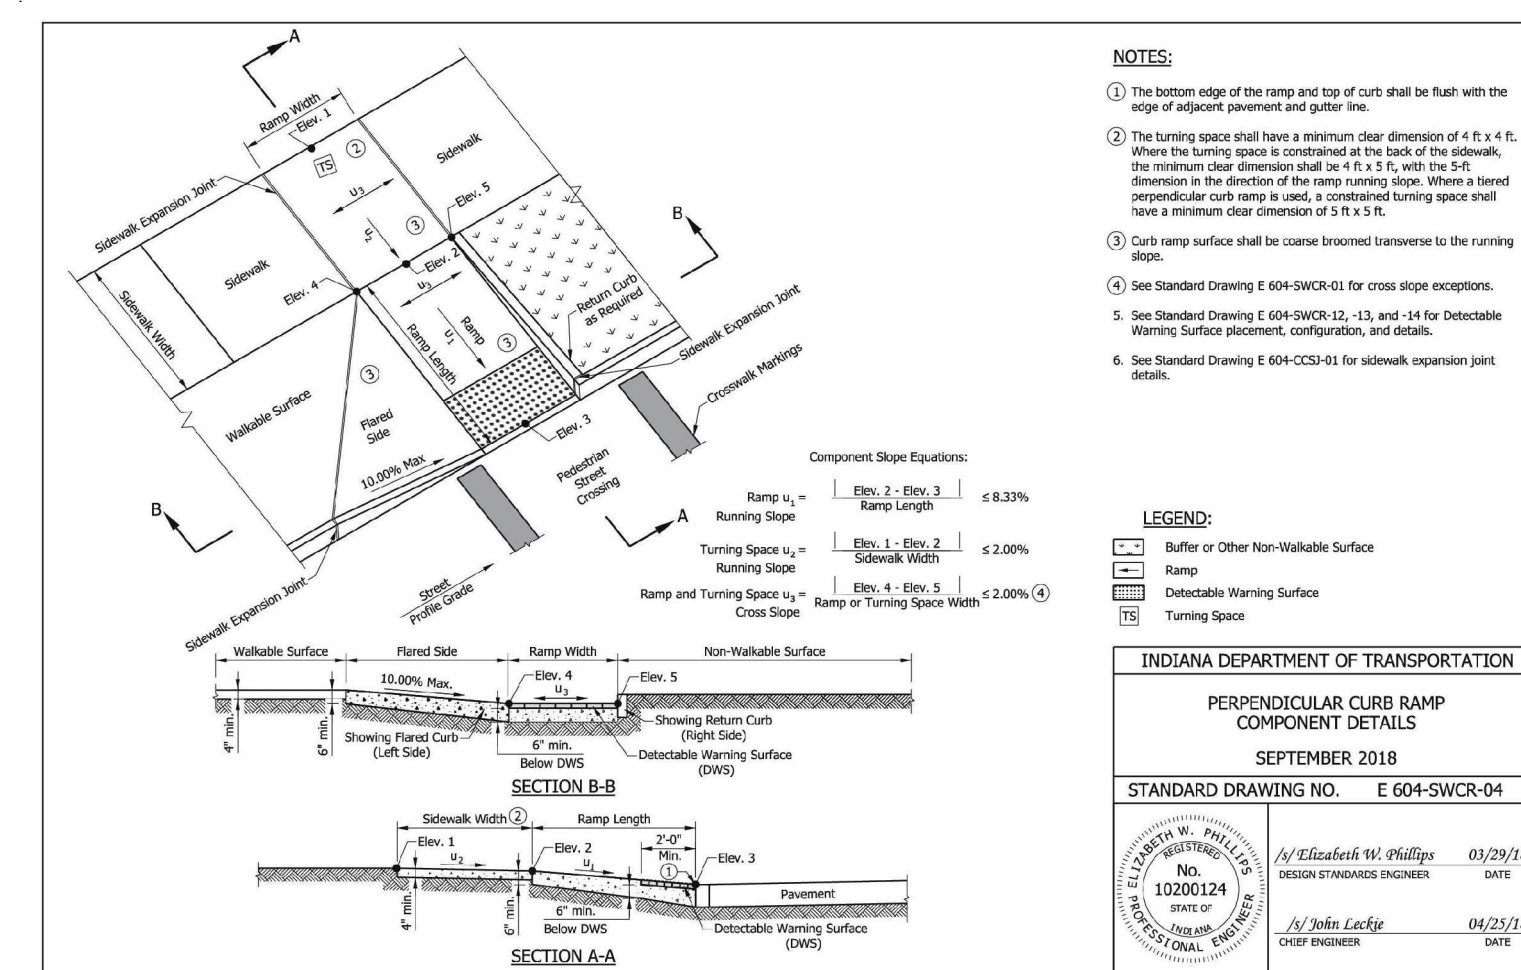 A
Ramp Width
Elev. 1
2
TS
Sidewalk
u3
Elev. 5
Sidewalk Expansion Joint
3
u2
B
Elev. 2
Sidewalk
Elev. 4
u3
Return Curb
as Required
Sidewalk Width
Ramp
u1
3
Ramp Length
Sidewalk Expansion Joint
3
Crosswalk Markings
Walkable Surface
Flared
Side
Elev. 3
10.00% Max
Pedestrian
Street
Crossing
B
A
Sidewalk Expansion Joint
Street
Profile Grade
Component Slope Equations:
Ramp u1 = | Elev. 2 - Elev. 3 | ≤ 8.33%
Running Slope Ramp Length
Turning Space u2 = | Elev. 1 - Elev. 2 | ≤ 2.00%
Running Slope Sidewalk Width
Ramp and Turning Space u3 = | Elev. 4 - Elev. 5 | ≤ 2.00% 4
Cross Slope Ramp or Turning Space Width
Walkable Surface Flared Side Ramp Width Non-Walkable Surface
10.00% Max.
Elev. 4
u3
Elev. 5
4" min.
6" min.
Showing Flared Curb
(Left Side)
6" min.
Below DWS
Showing Return Curb
(Right Side)
Detectable Warning Surface
(DWS)
SECTION B-B
Sidewalk Width 2 Ramp Length
Elev. 1
u2
Elev. 2
u1
2'-0"
Min.
1
Elev. 3
Pavement
4" min.
6" min.
6" min.
Below DWS
Detectable Warning Surface
(DWS)
SECTION A-A
NOTES:
1 The bottom edge of the ramp and top of curb shall be flush with the
edge of adjacent pavement and gutter line.
2 The turning space shall have a minimum clear dimension of 4 ft x 4 ft.
Where the turning space is constrained at the back of the sidewalk,
the minimum clear dimension shall be 4 ft x 5 ft, with the 5-ft
dimension in the direction of the ramp running slope. Where a tiered
perpendicular curb ramp is used, a constrained turning space shall
have a minimum clear dimension of 5 ft x 5 ft.
3 Curb ramp surface shall be coarse broomed transverse to the running
slope.
4 See Standard Drawing E 604-SWCR-01 for cross slope exceptions.
5. See Standard Drawing E 604-SWCR-12, -13, and -14 for Detectable
Warning Surface placement, configuration, and details.
6. See Standard Drawing E 604-CCSJ-01 for sidewalk expansion joint
details.
LEGEND:
Buffer or Other Non-Walkable Surface
Ramp
Detectable Warning Surface
TS Turning Space
INDIANA DEPARTMENT OF TRANSPORTATION
PERPENDICULAR CURB RAMP
COMPONENT DETAILS
SEPTEMBER 2018
STANDARD DRAWING NO. E 604-SWCR-04
ELIZABETH W. PHILLIPS
REGISTERED
No.
10200124
STATE OF
INDIANA
PROFESSIONAL ENGINEER
/s/ Elizabeth W. Phillips 03/29/1
DESIGN STANDARDS ENGINEER DATE
/s/ John Leckie 04/25/1
CHIEF ENGINEER DATE